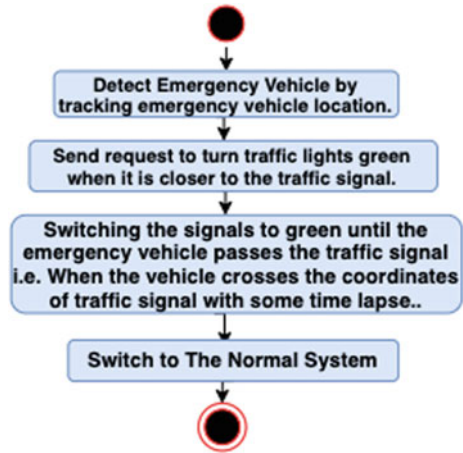 Detect Emergency Vehicle by
tracking emergency vehicle location.
Send request to turn traffic lights green
when it is closer to the traffic signal.
Switching the signals to green until the
emergency vehicle passes the traffic signal
i.e. When the vehicle crosses the coordinates
of traffic signal with some time lapse..
Switch to The Normal System